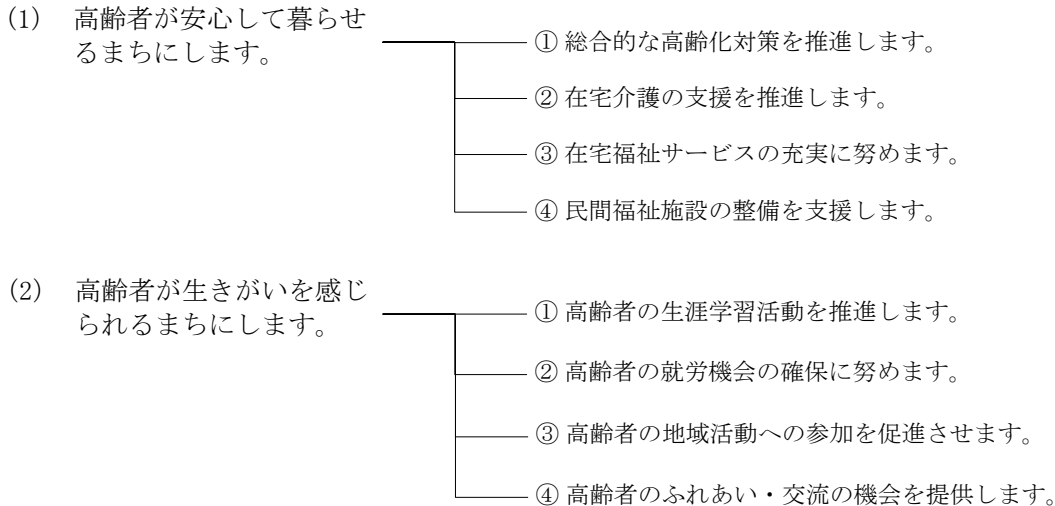 (1) 高齢者が安心して暮らせ
るまちにします。
① 総合的な高齢化対策を推進します。
② 在宅介護の支援を推進します。
③ 在宅福祉サービスの充実に努めます。
④ 民間福祉施設の整備を支援します。
(2) 高齢者が生きがいを感じ
られるまちにします。
① 高齢者の生涯学習活動を推進します。
② 高齢者の就労機会の確保に努めます。
③ 高齢者の地域活動への参加を促進させます。
④ 高齢者のふれあい・交流の機会を提供します。